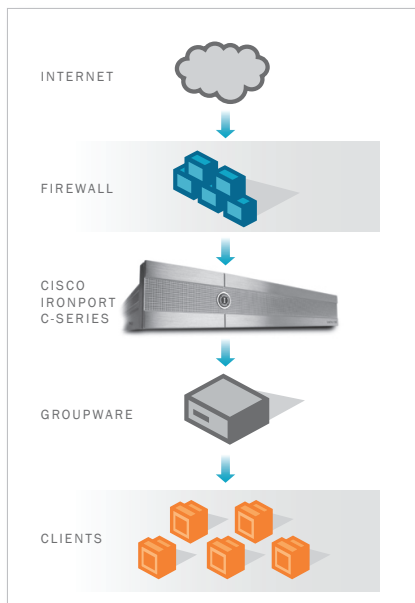 INTERNET
FIREWALL
CISCO
IRONPORT
C-SERIES
GROUPWARE
CLIENTS